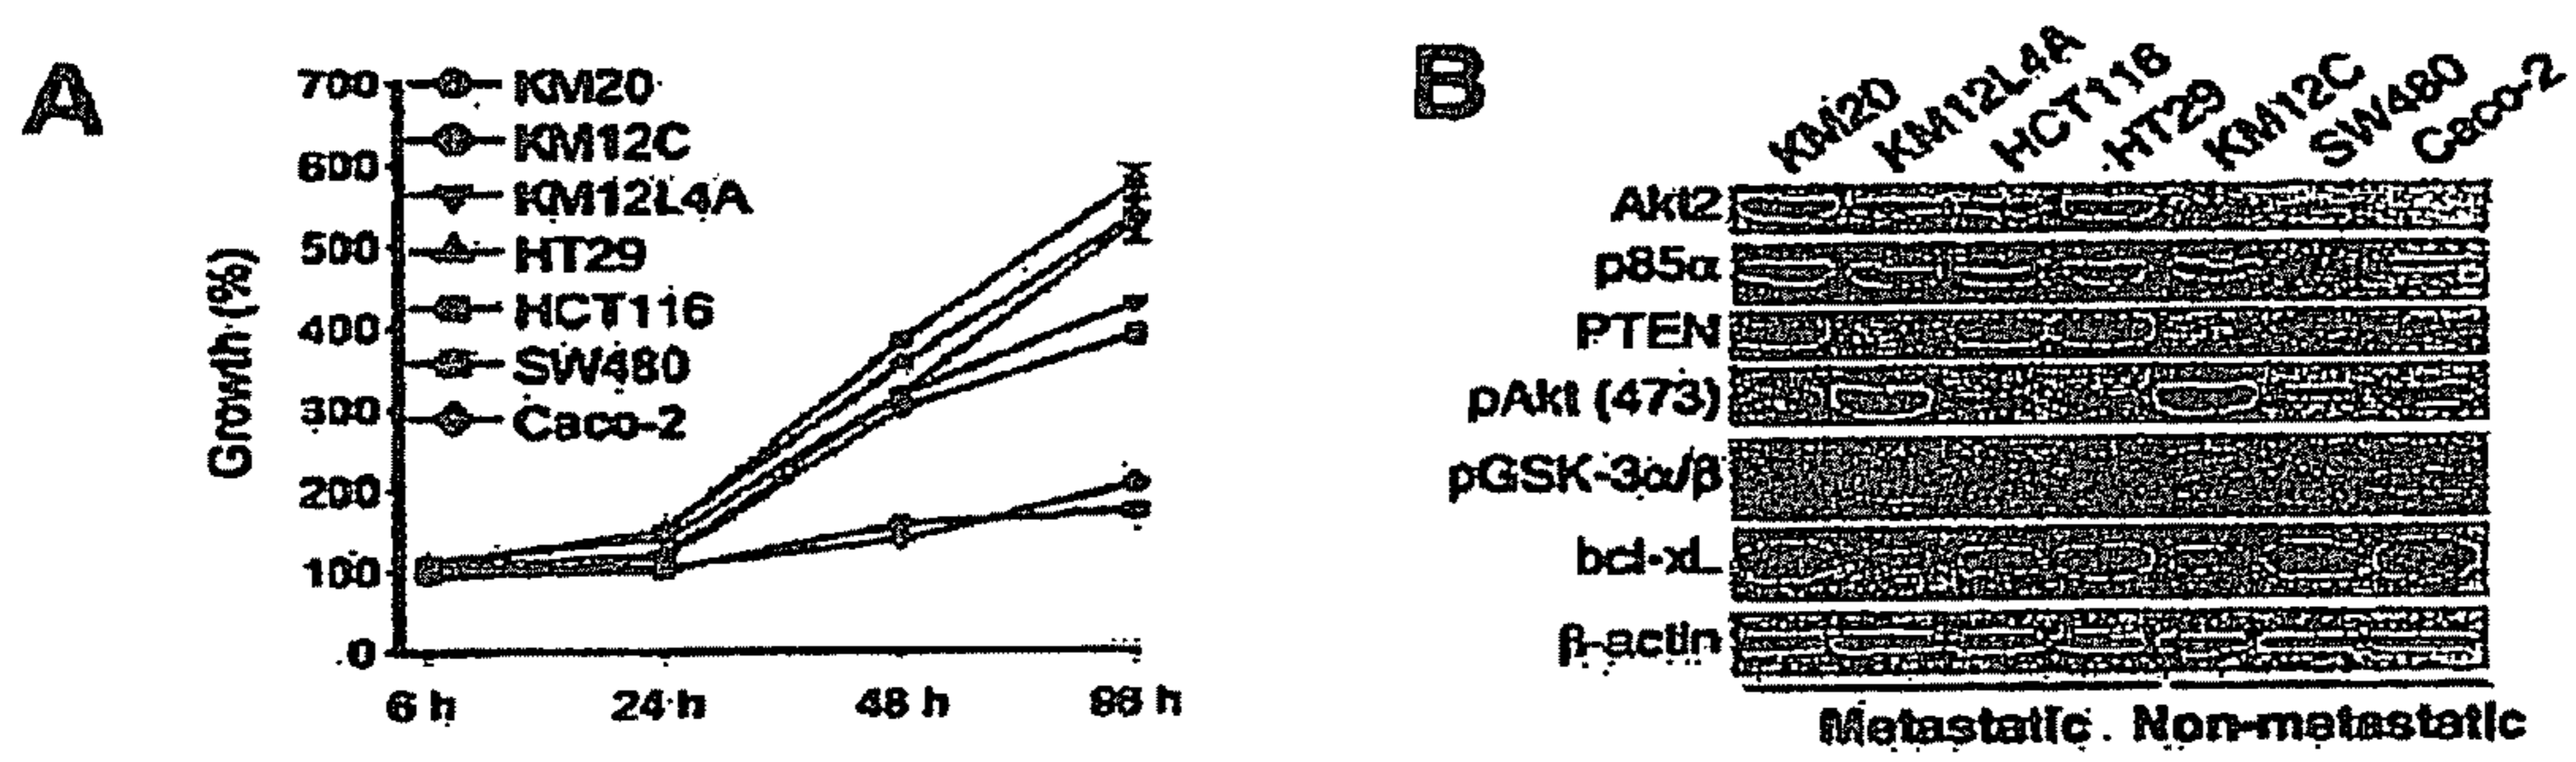 A
700
KM20
KM12C
600
KM12L4A
500
HT29
HCT116
400
SW480
300
Caco-2
200
100
0
Growth (%)
6 h
24 h
48 h
96 h
B
KM20
KM12L4A
HCT116
HT29
KM12C
SW480
Caco-2
Akt2
p85α
PTEN
pAkt (473)
pGSK-3α/β
bcl-xL
β-actin
Metastatic
Non-metastatic